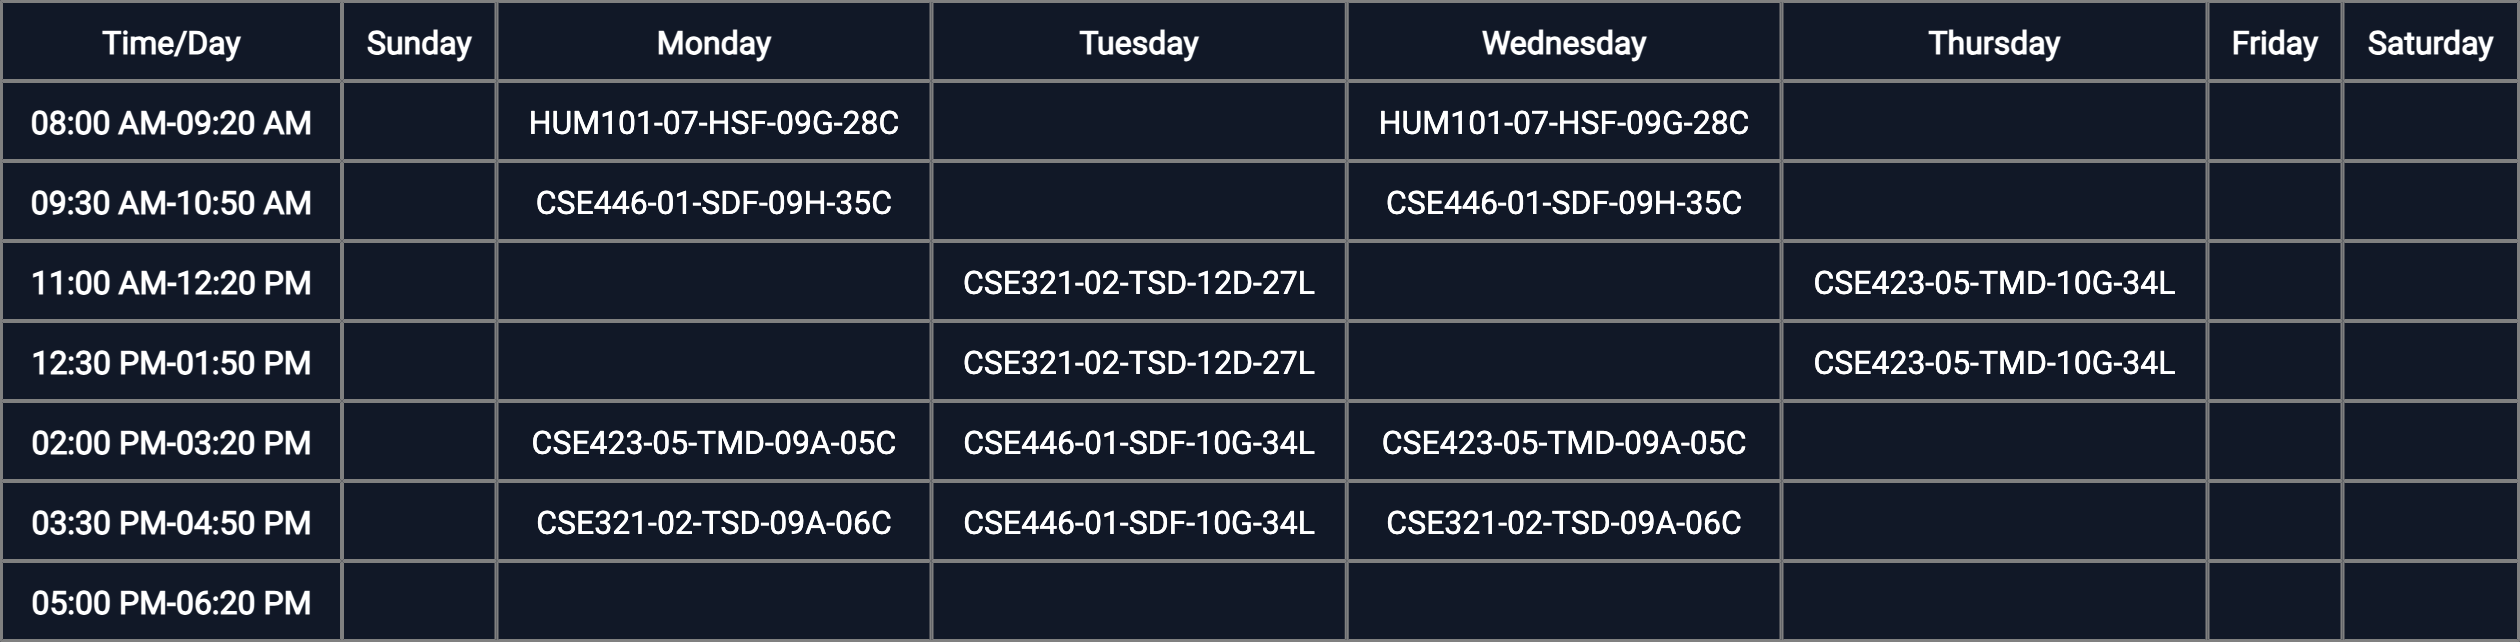 Time/Day Sunday Monday Tuesday Wednesday Thursday Friday Saturday
08:00 AM-09:20 AM HUM101-07-HSF-09G-28C HUM101-07-HSF-09G-28C
09:30 AM-10:50 AM CSE446-01-SDF-09H-35C CSE446-01-SDF-09H-35C
11:00 AM-12:20 PM CSE321-02-TSD-12D-27L CSE423-05-TMD-10G-34L
12:30 PM-01:50 PM CSE321-02-TSD-12D-27L CSE423-05-TMD-10G-34L
02:00 PM-03:20 PM CSE423-05-TMD-09A-05C CSE446-01-SDF-10G-34L CSE423-05-TMD-09A-05C
03:30 PM-04:50 PM CSE321-02-TSD-09A-06C CSE446-01-SDF-10G-34L CSE321-02-TSD-09A-06C
05:00 PM-06:20 PM